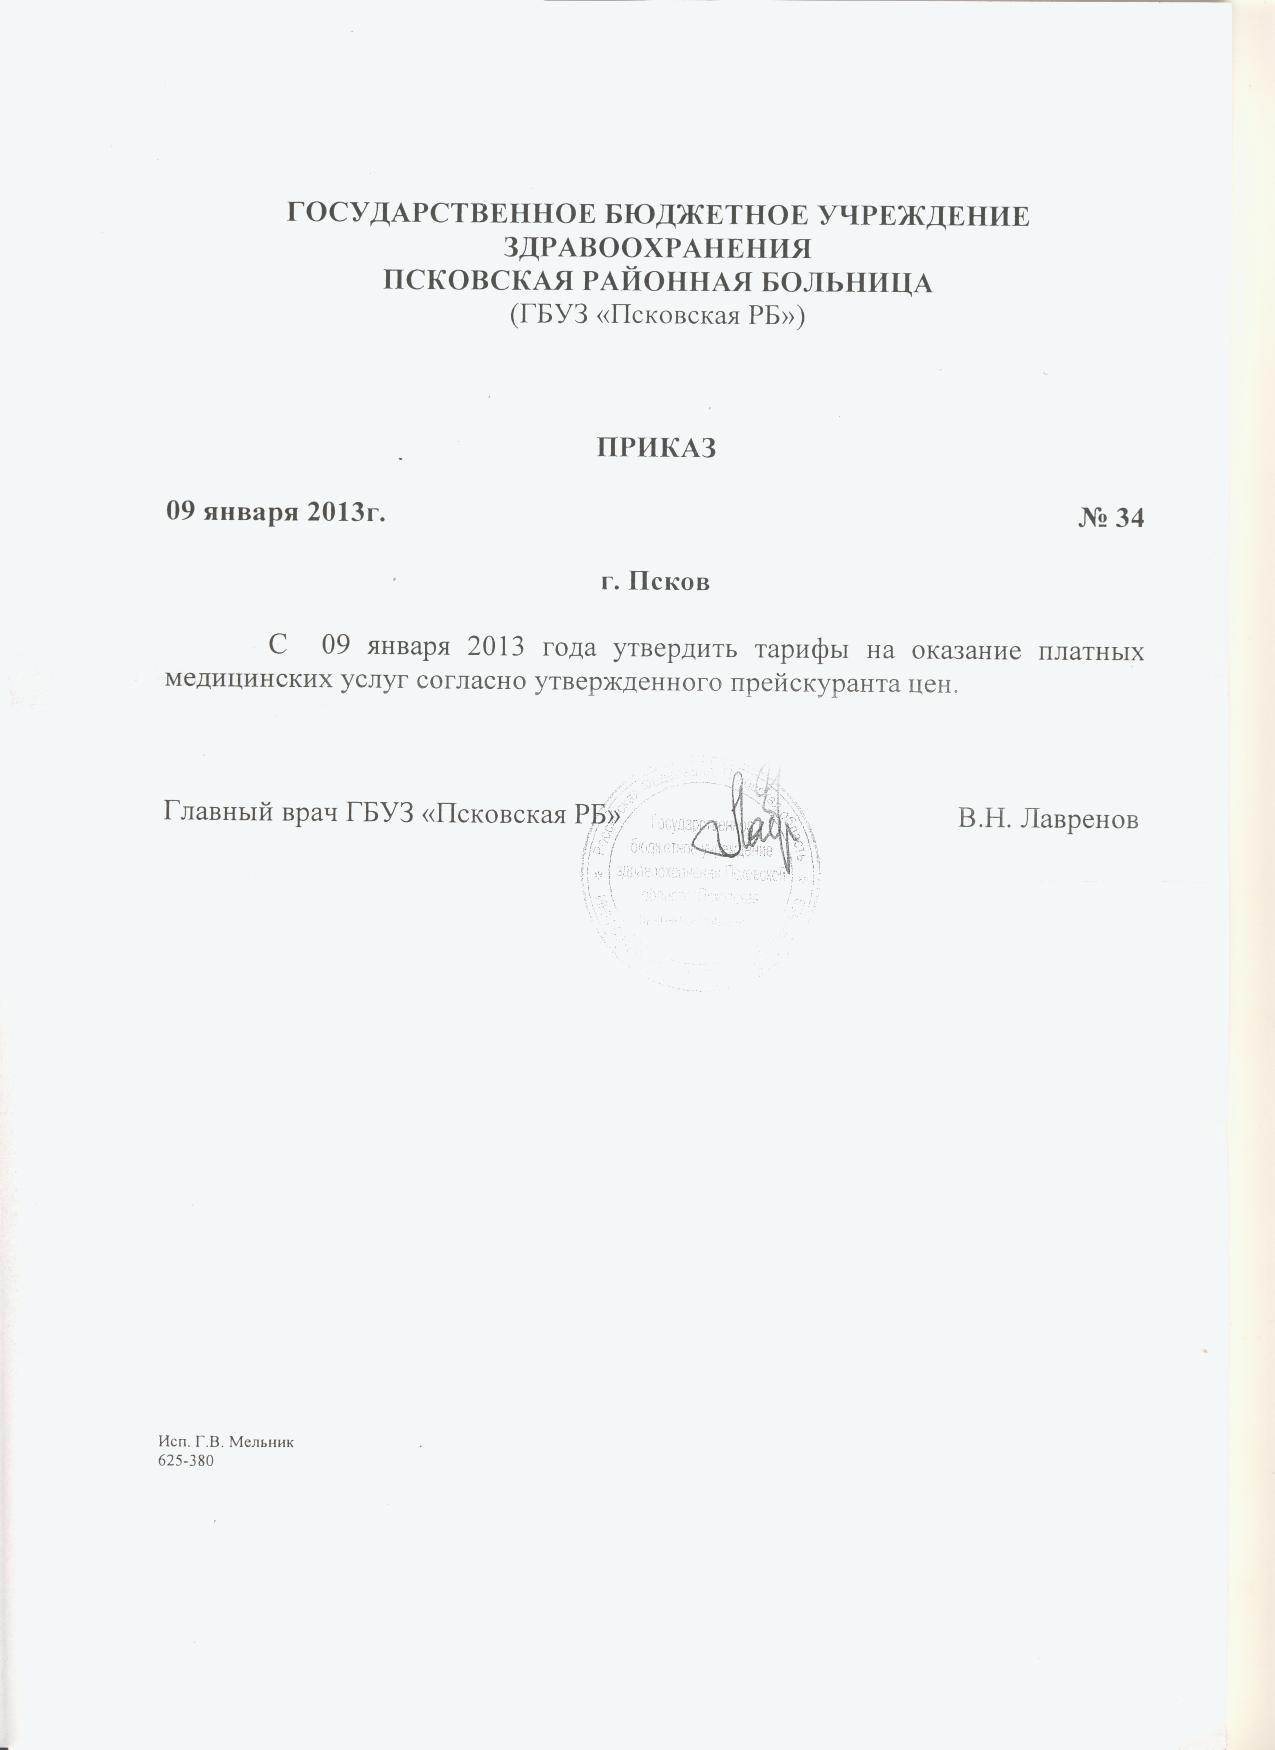 ГОСУДАРСТВЕННОЕ БЮДЖЕТНОЕ УЧРЕЖДЕНИЕ
ЗДРАВООХРАНЕНИЯ
ПСКОВСКАЯ РАЙОННАЯ БОЛЬНИЦА
(ГБУЗ «Псковская РБ»)
ПРИКАЗ
09 января 2013г. № 34
г. Псков
С 09 января 2013 года утвердить тарифы на оказание платных
медицинских услуг согласно утвержденного прейскуранта цен.
Главный врач ГБУЗ «Псковская РБ» В.Н. Лавренов
Государственное
бюджетное учреждение
здравоохранения Псковской
области
Исп. Г.В. Мельник
625-380